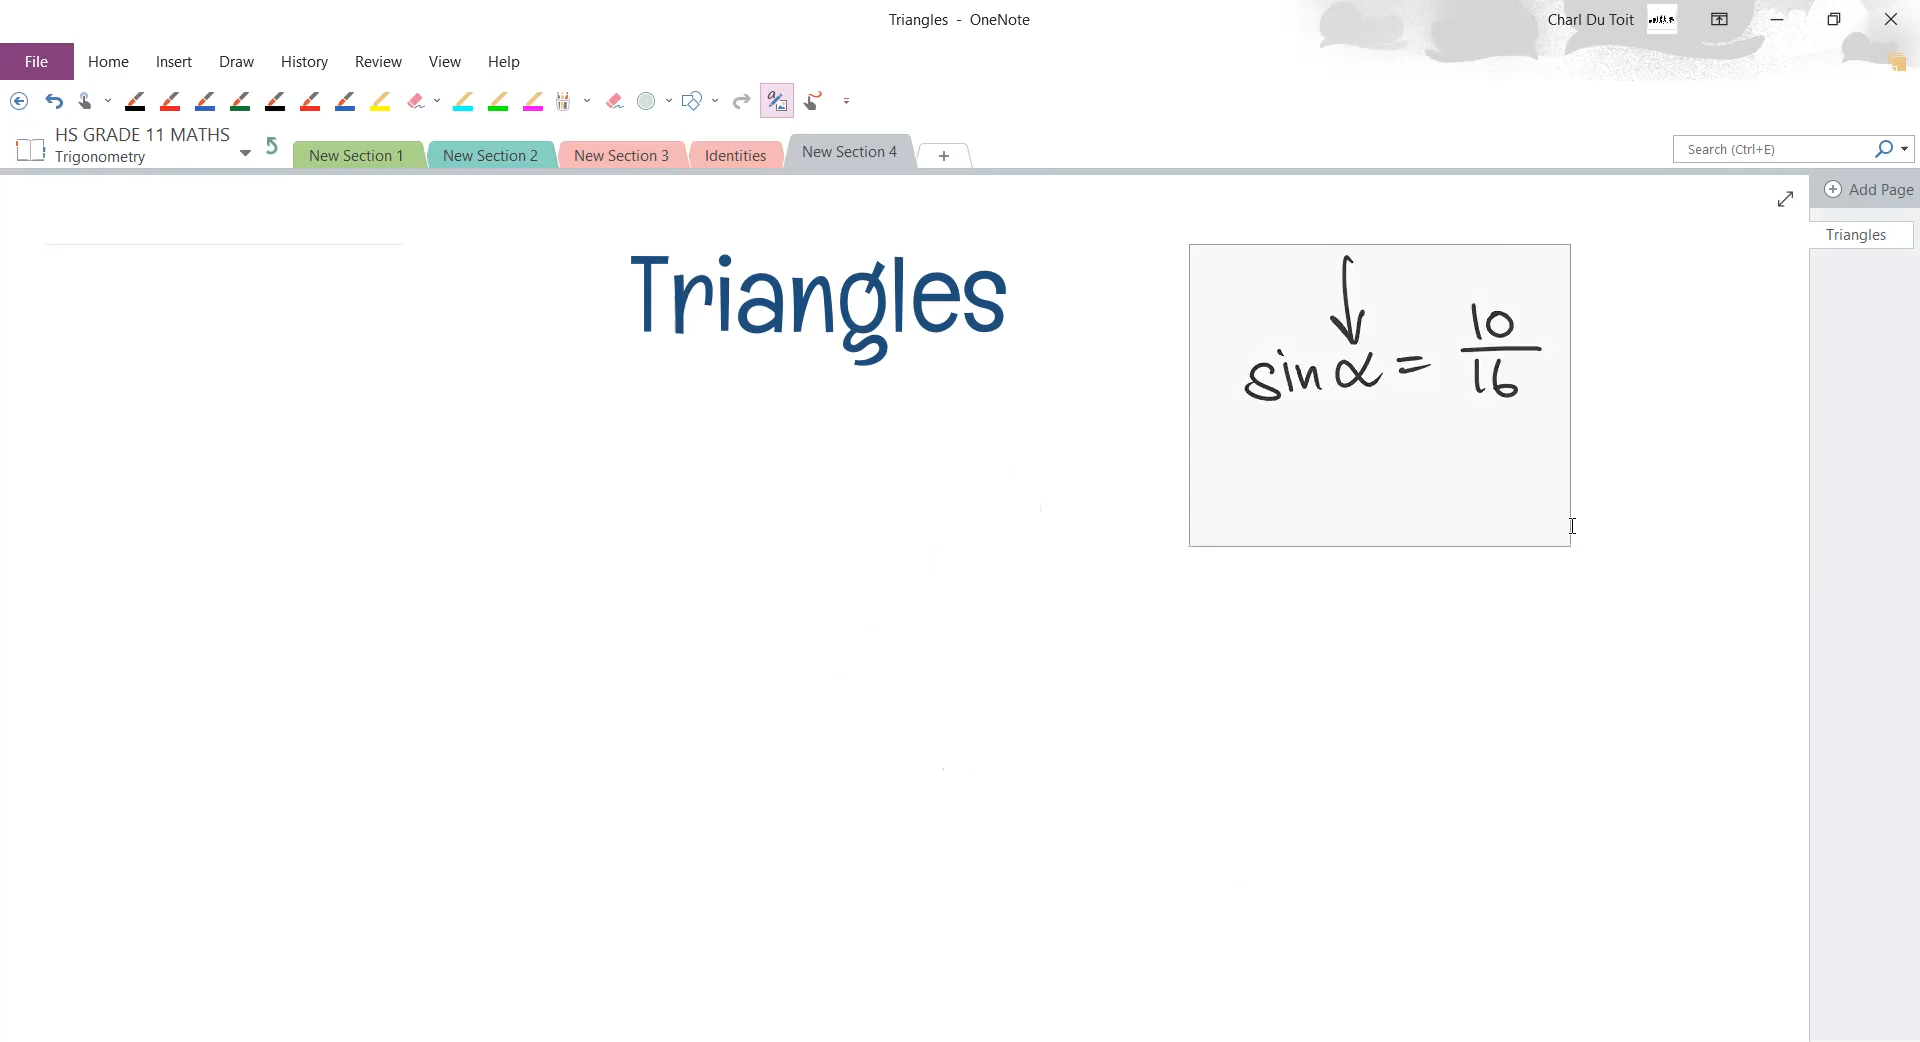 Triangles - OneNote
Charl Du Toit
File Home Insert Draw History Review View Help
HS GRADE 11 MATHS
Trigonometry
New Section 1 New Section 2 New Section 3 Identities New Section 4 +
Search (Ctrl+E)
Add Page
Triangles
Triangles
sin α = 10/16